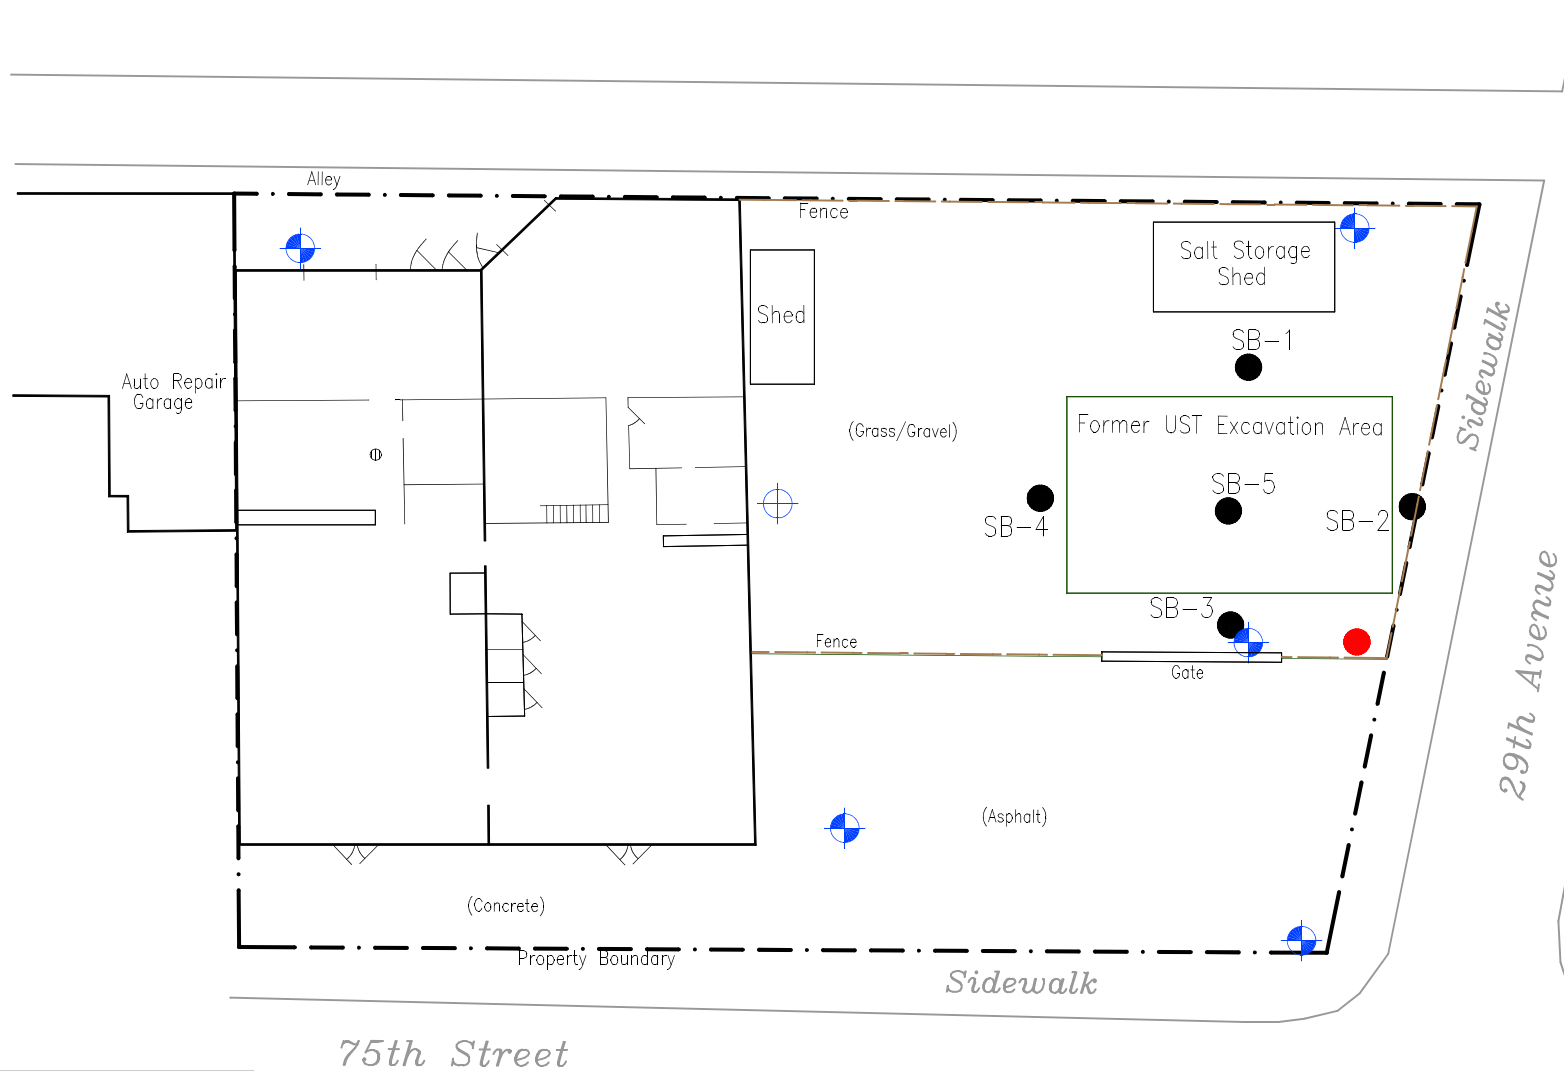 Alley
Fence
Salt Storage
Shed
Shed
SB-1
Sidewalk
Auto Repair
Garage
(Grass/Gravel)
Former UST Excavation Area
SB-5
SB-4
SB-2
SB-3
Fence
Gate
29th Avenue
(Asphalt)
(Concrete)
Property Boundary
Sidewalk
75th Street